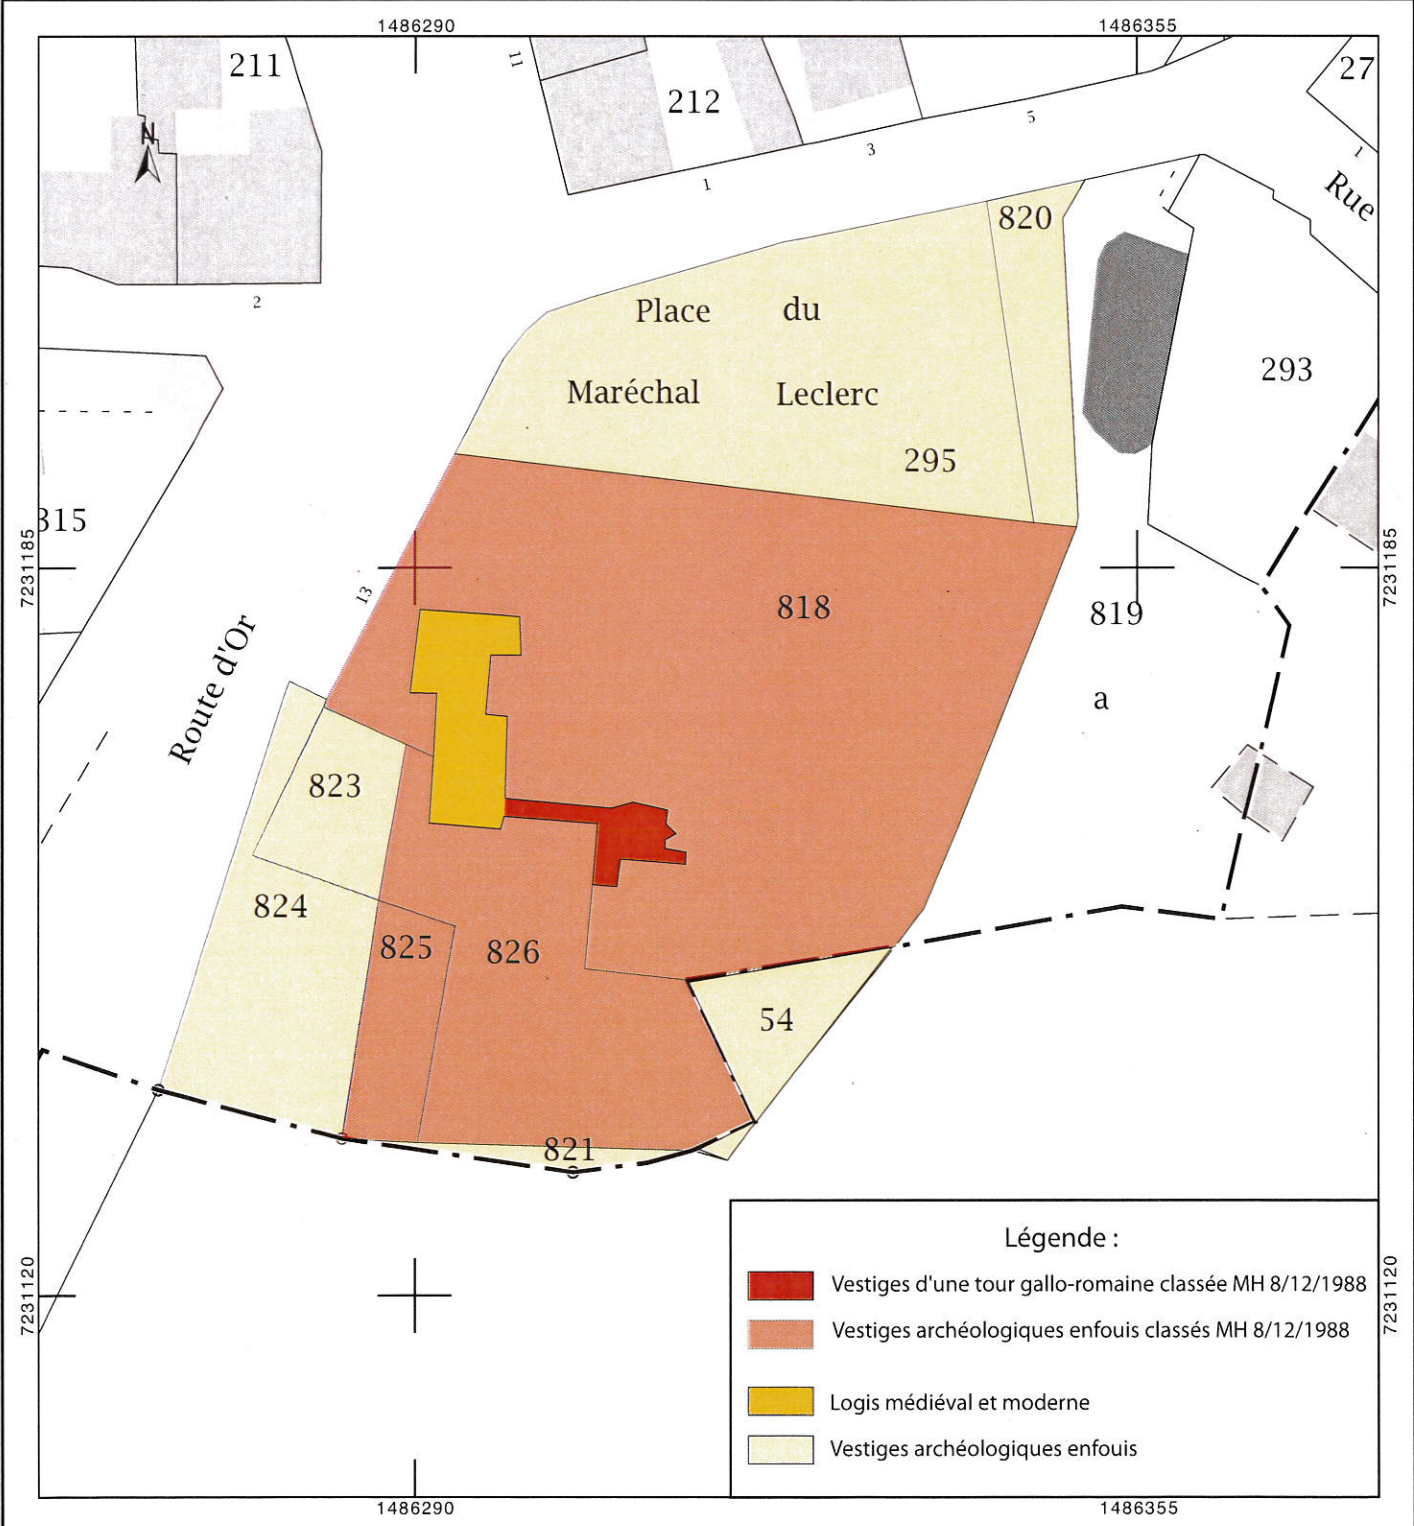 1486290
1486355
211
11
212
27
5
3
1
1
Rue
N
820
2
Place du
Maréchal Leclerc
293
295
315
7231185
7231185
13
818
819
Route d'Or
a
823
824
825
826
54
821
7231120
7231120
Légende :
Vestiges d'une tour gallo-romaine classée MH 8/12/1988
Vestiges archéologiques enfouis classés MH 8/12/1988
Logis médiéval et moderne
Vestiges archéologiques enfouis
1486290
1486355